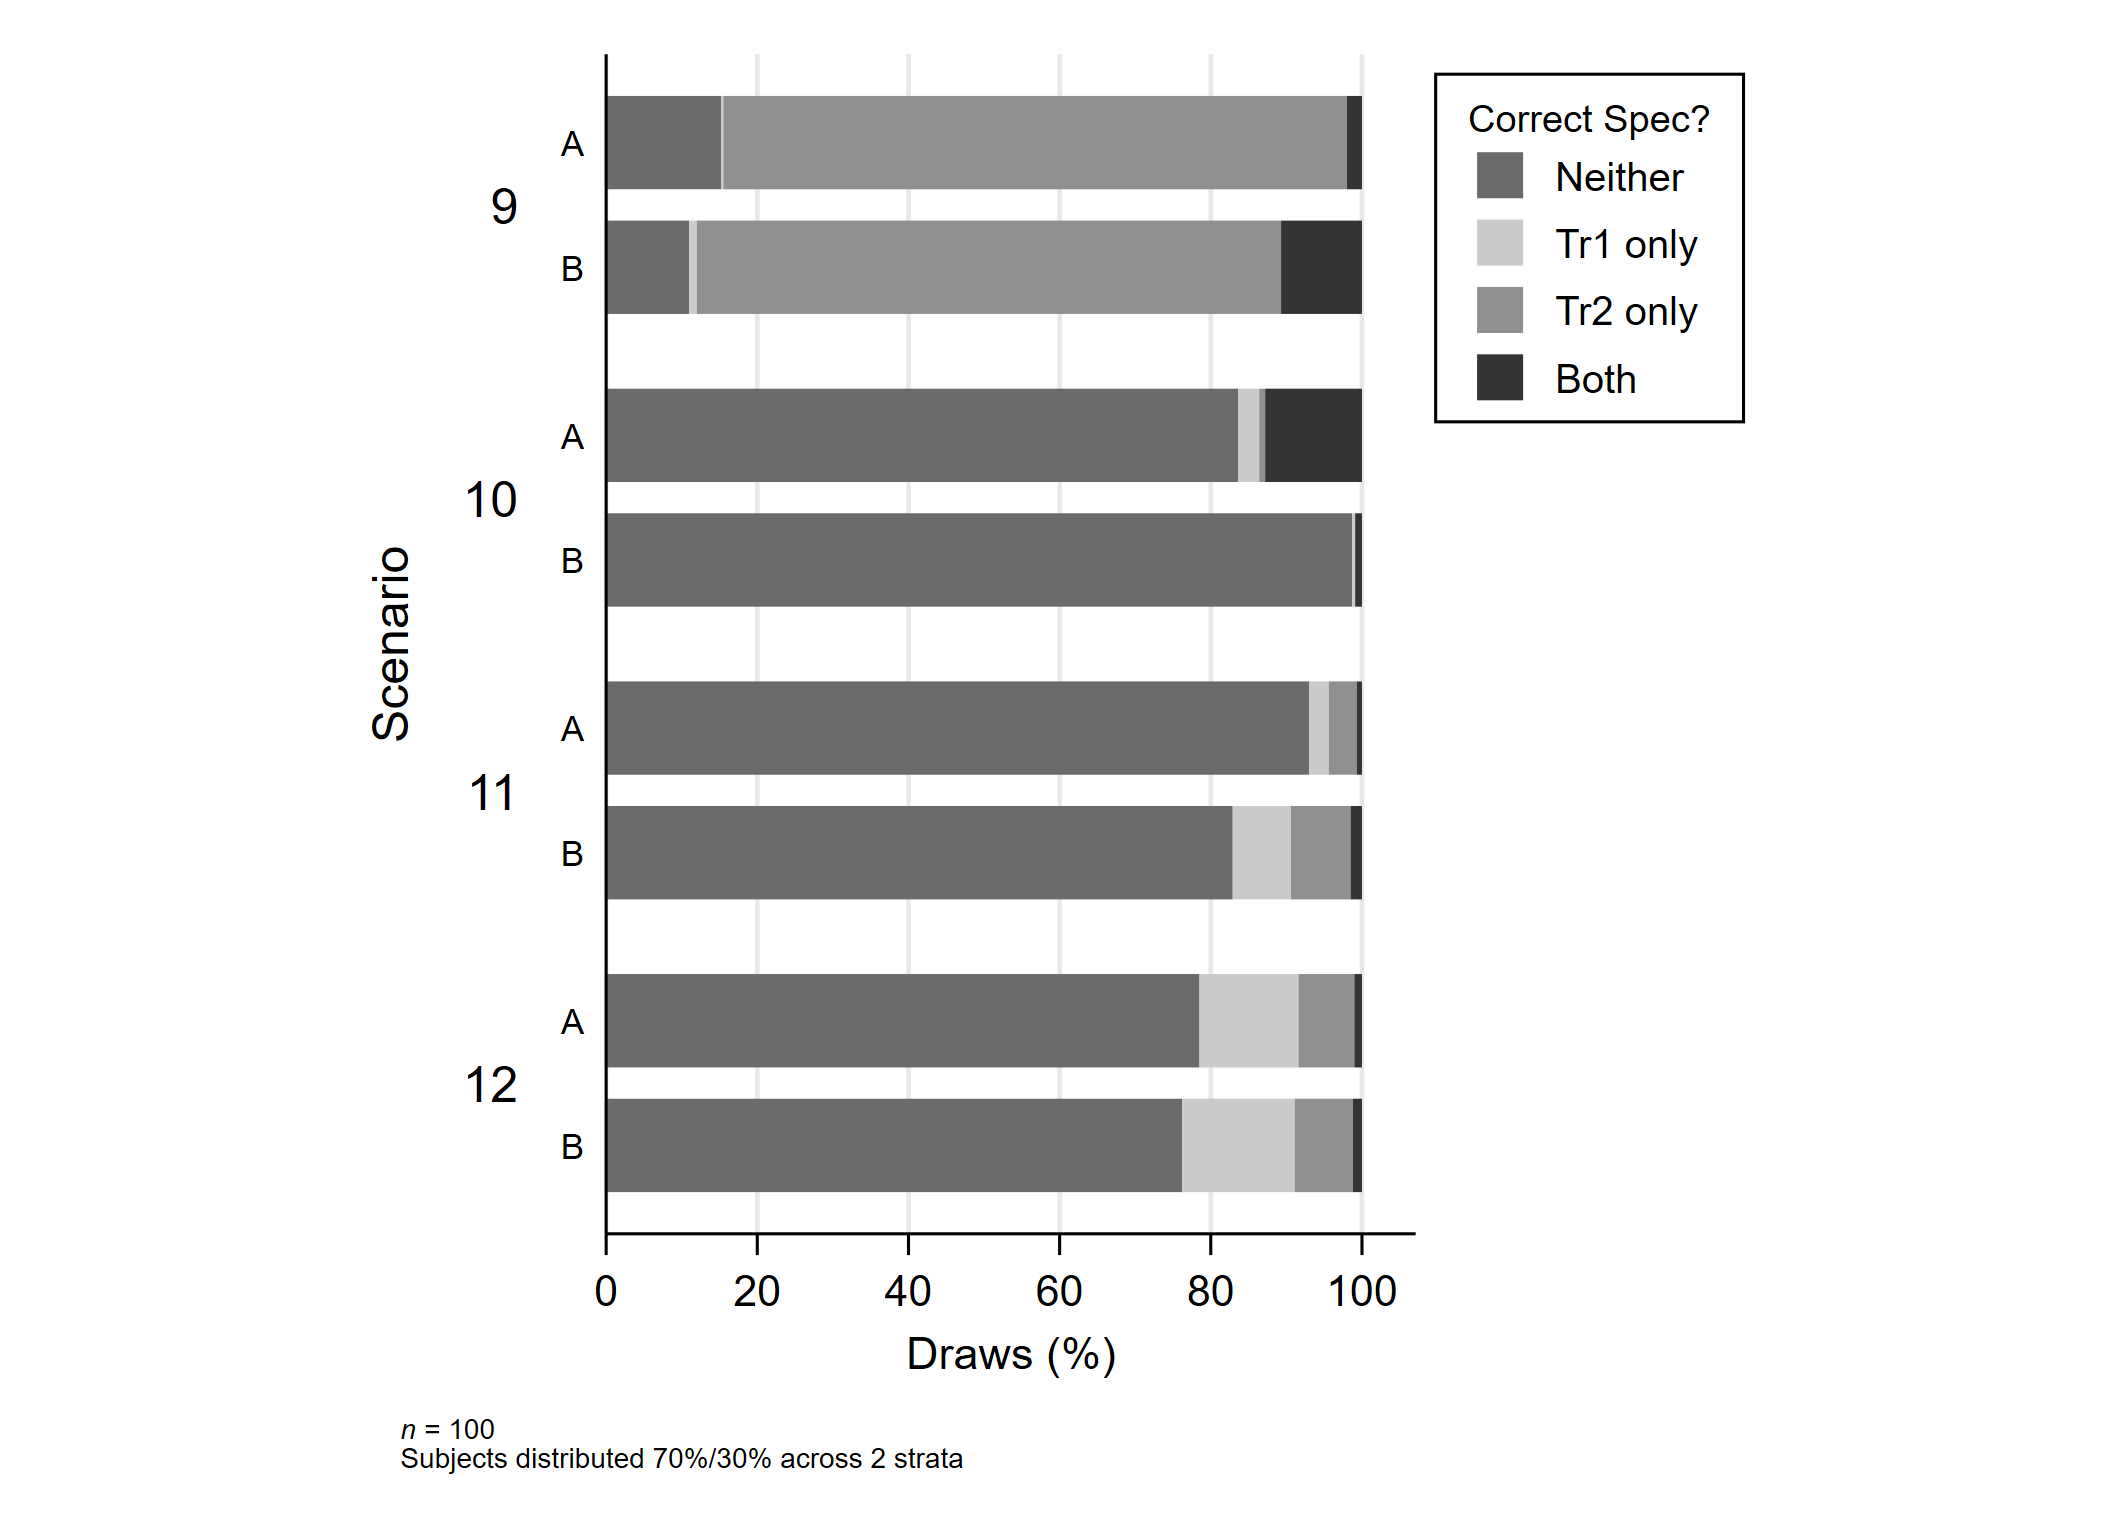 Correct Spec?
Neither
Tr1 only
Tr2 only
Both
Scenario
9
A
B
10
A
B
11
A
B
12
A
B
0 20 40 60 80 100
Draws (%)
n = 100
Subjects distributed 70%/30% across 2 strata